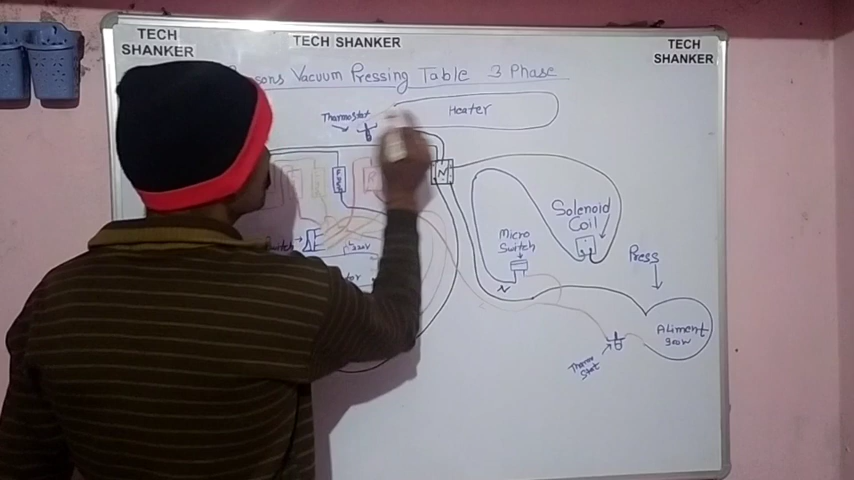 TECH
SHANKER
TECH SHANKER
TECH
SHANKER
Vacuum Pressing Table 3 Phase
Thermostat
Heater
N
Solenoid
Coil
Micro
Switch
N
Press
Aliment
Thermo
Stat